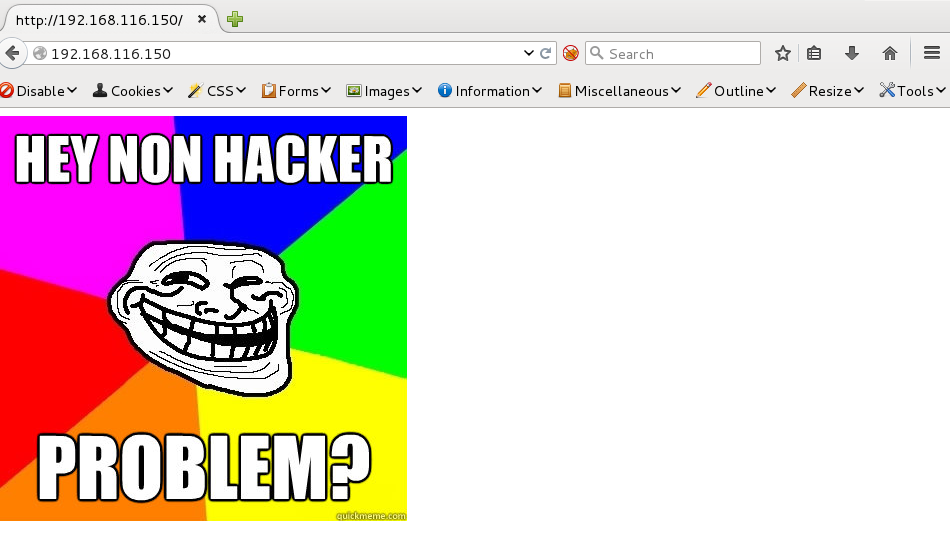 http://192.168.116.150/
192.168.116.150
Search
Disable Cookies CSS Forms Images Information Miscellaneous Outline Resize Tools
HEY NON HACKER
PROBLEM?
quickmeme.com